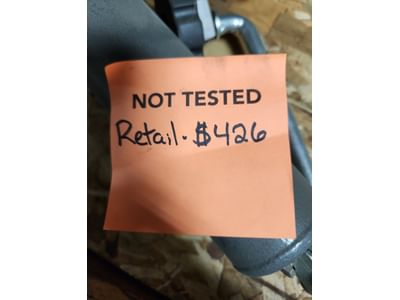 NOT TESTED
Retail. $426